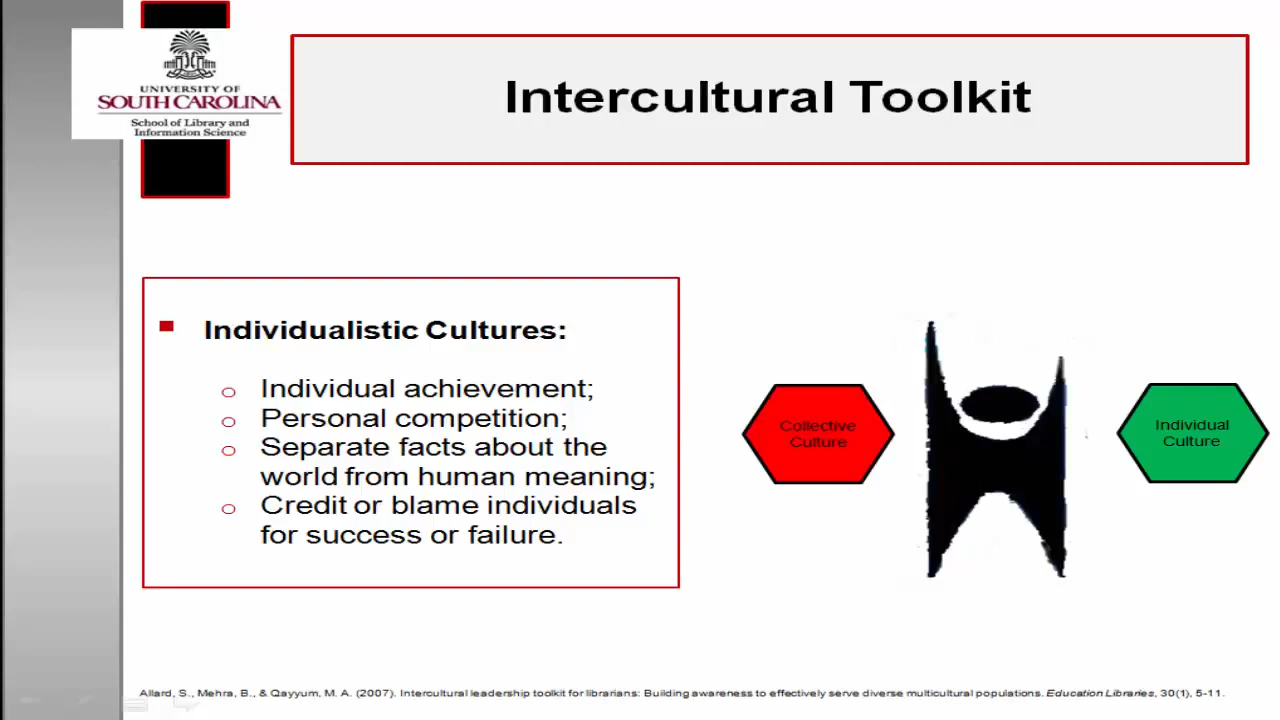 UNIVERSITY OF
SOUTH CAROLINA
School of Library and
Information Science
Intercultural Toolkit
Individualistic Cultures:
Individual achievement;
Personal competition;
Separate facts about the
world from human meaning;
Credit or blame individuals
for success or failure.
Collective
Culture
Individual
Culture
Allard, S., Mehra, B., & Qayyum, M. A. (2007). Intercultural leadership toolkit for librarians: Building awareness to effectively serve diverse multicultural populations. Education Libraries, 30(1), 5-11.